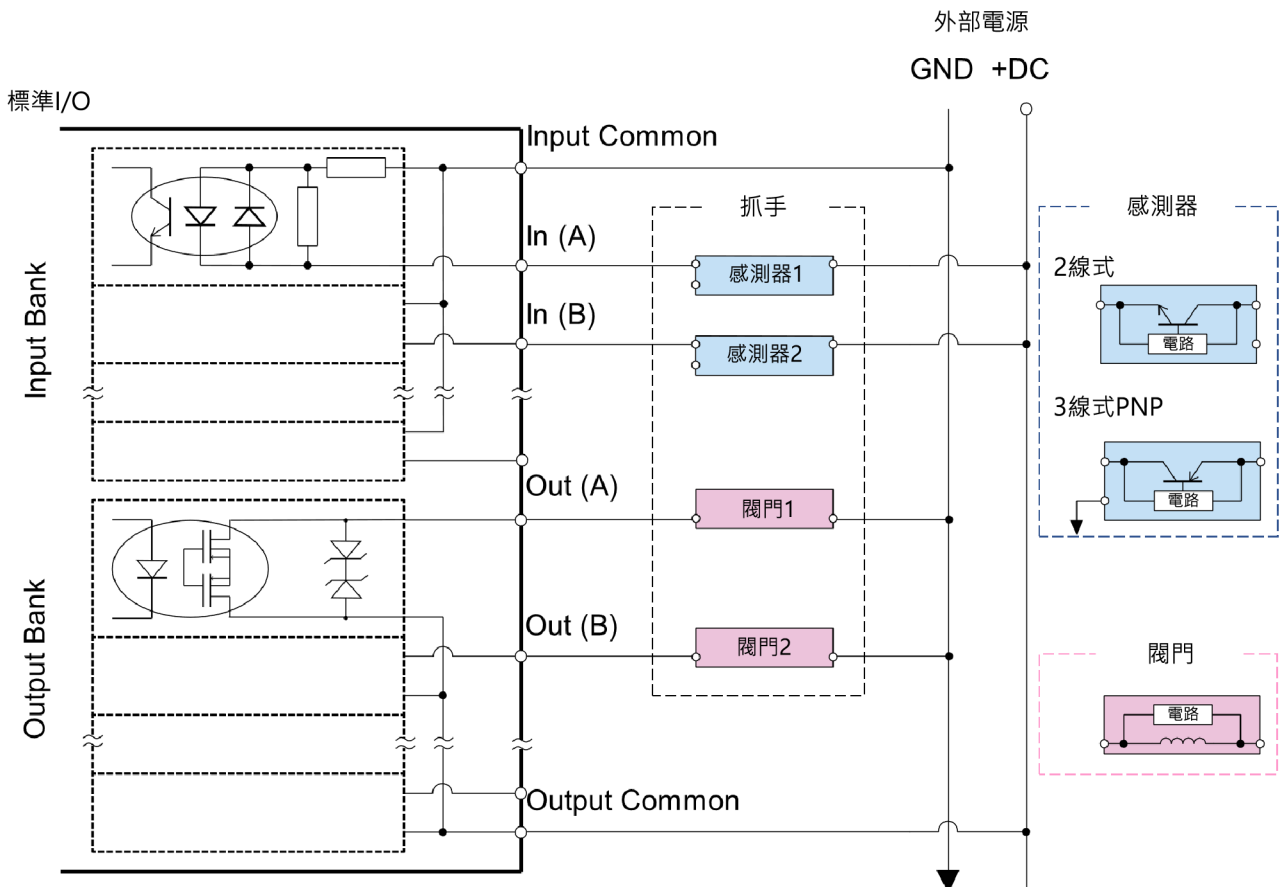 外部電源
GND +DC
標準I/O
Input Common
抓手
感測器
In (A)
感測器1
2線式
電路
Input Bank
In (B)
感測器2
3線式PNP
電路
Out (A)
閥門1
Output Bank
Out (B)
閥門2
閥門
電路
Output Common